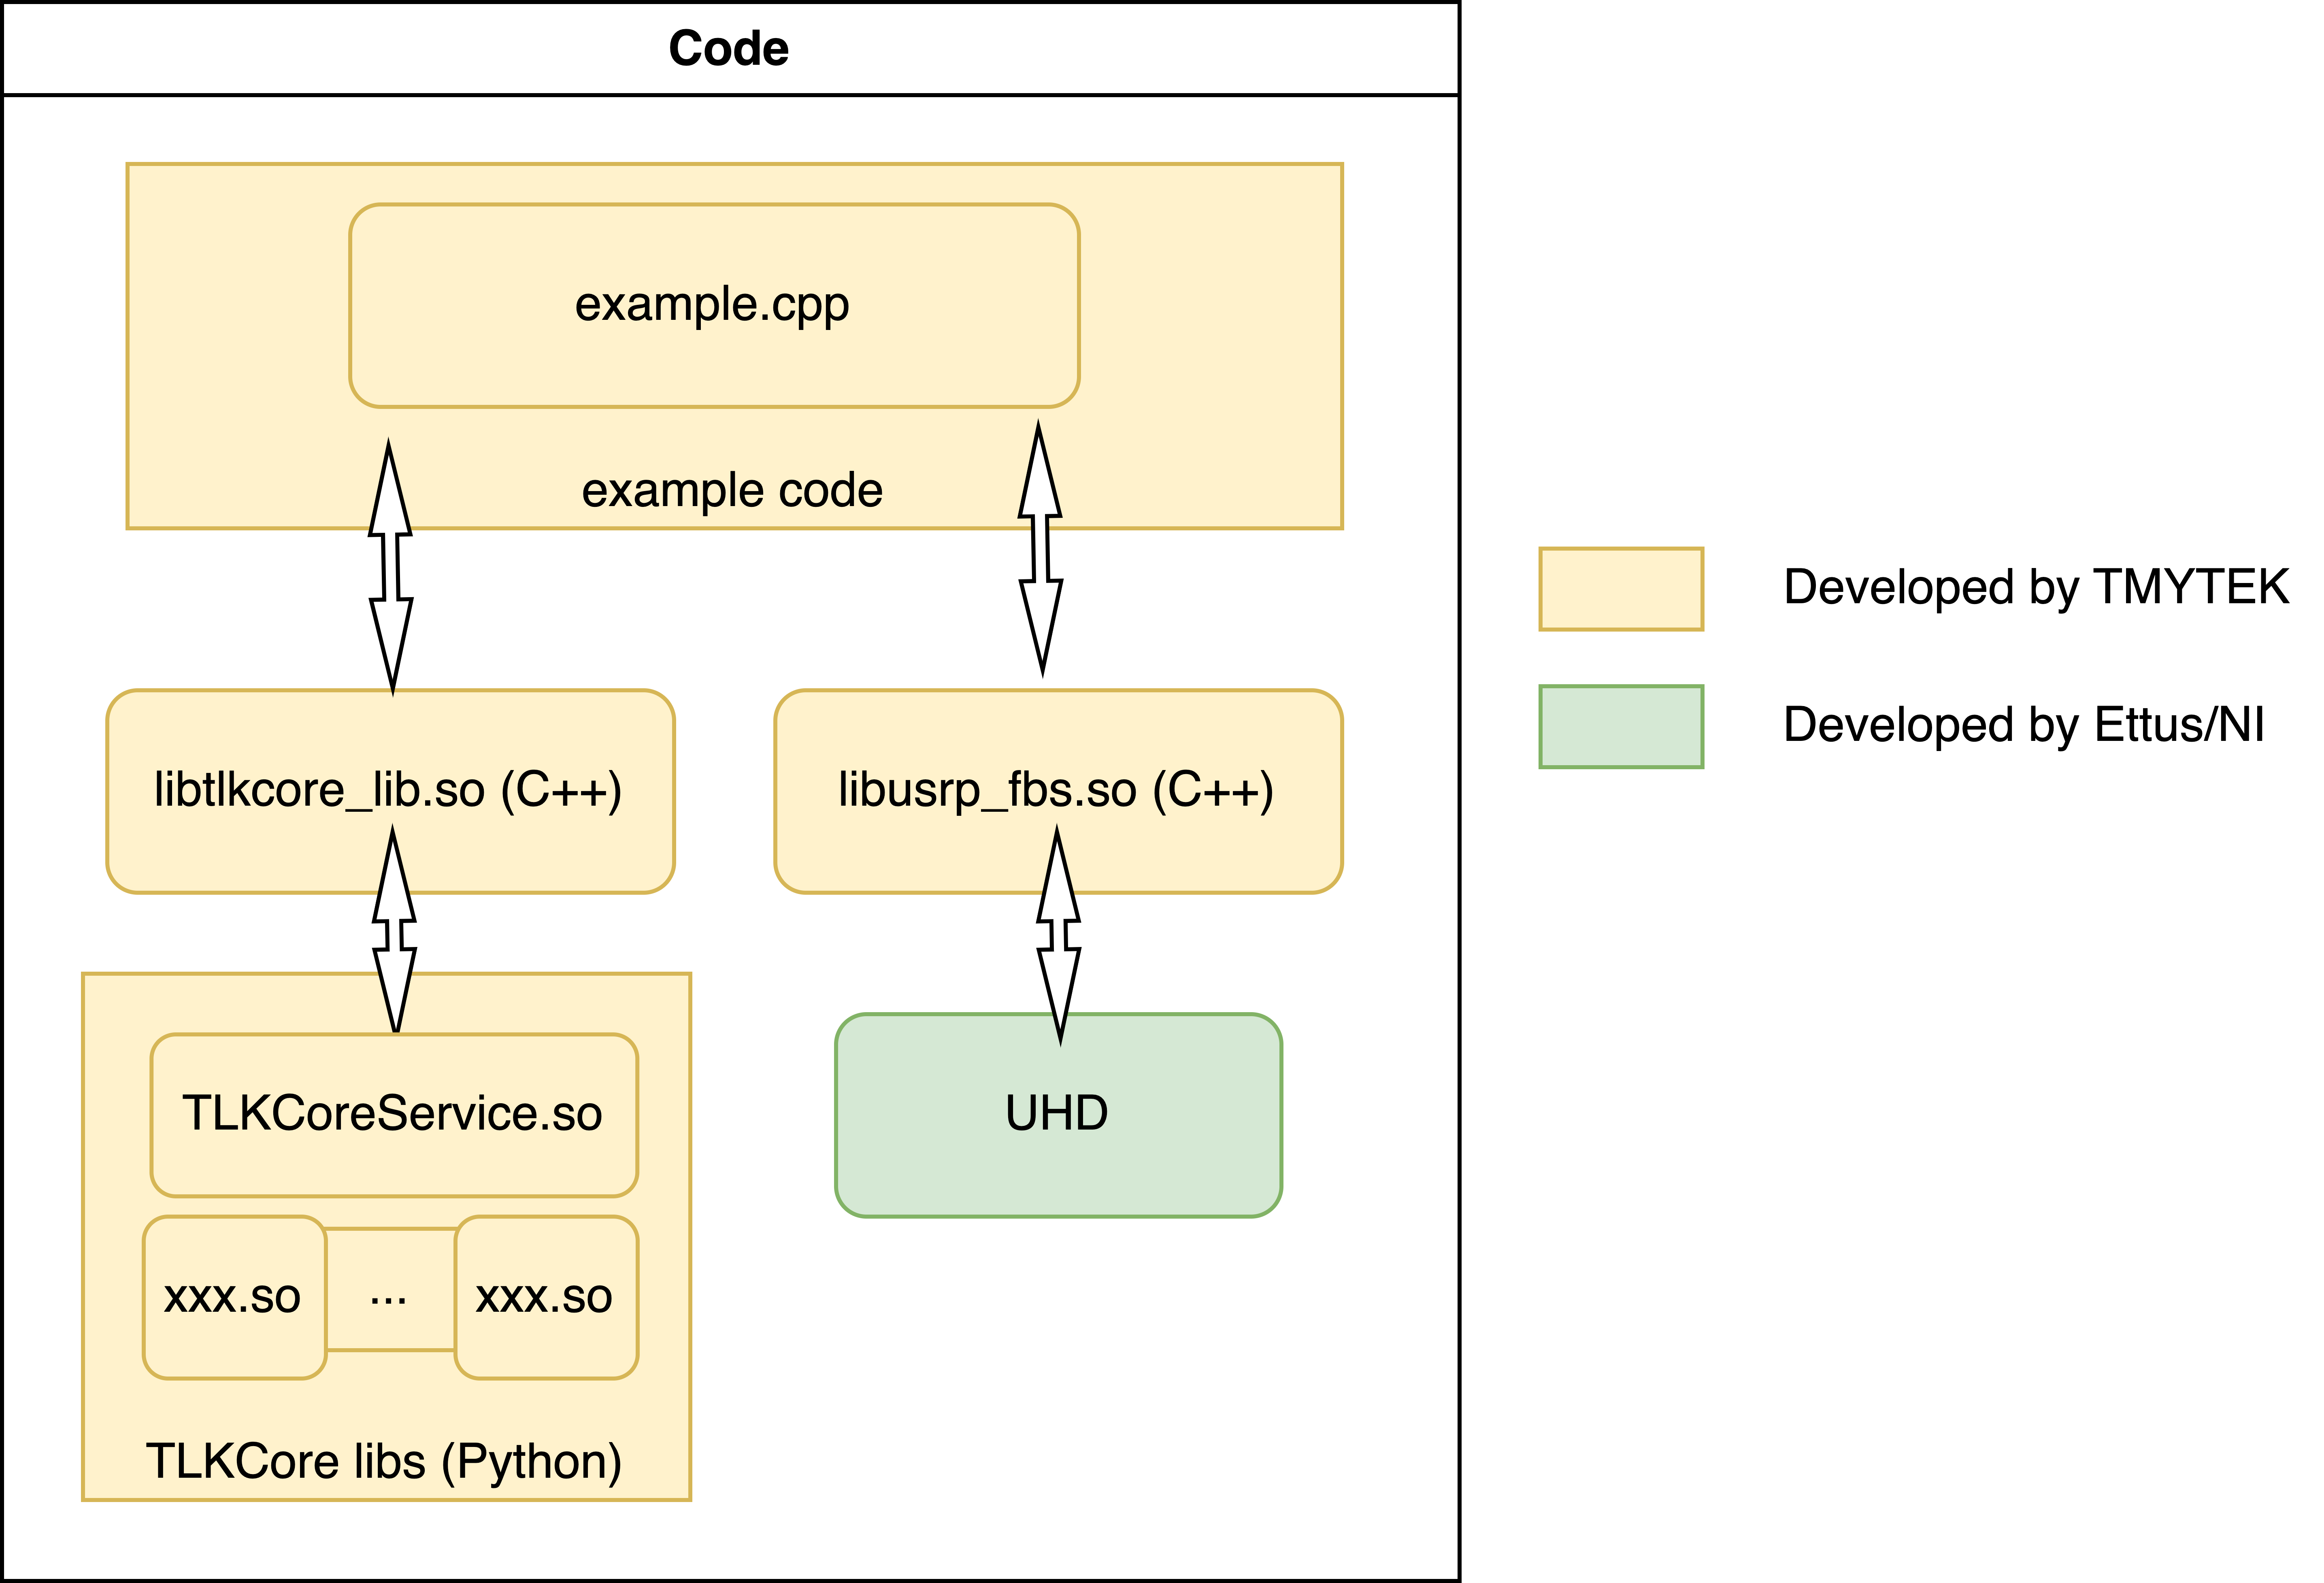 Code
example.cpp
example code
Developed by TMYTEK
Developed by Ettus/NI
libtlkcore_lib.so (C++)
libusrp_fbs.so (C++)
TLKCoreService.so
UHD
xxx.so
...
xxx.so
TLKCore libs (Python)